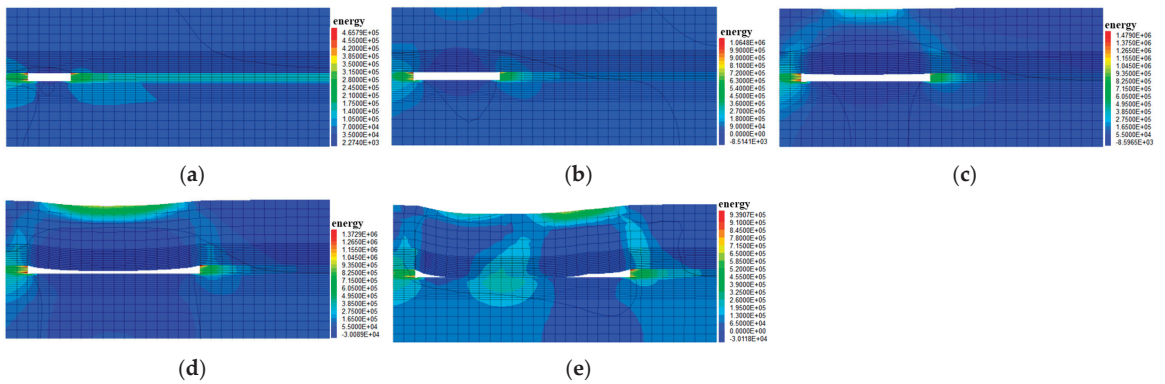 energy
4.6579E+05
4.5500E+05
4.2000E+05
3.8500E+05
3.5000E+05
3.1500E+05
2.8000E+05
2.4500E+05
2.1000E+05
1.7500E+05
1.4000E+05
1.0500E+05
7.0000E+04
3.5000E+04
2.2740E+03
(a)
energy
1.0648E+06
9.9000E+05
9.0000E+05
8.1000E+05
7.2000E+05
6.3000E+05
5.4000E+05
4.5000E+05
3.6000E+05
2.7000E+05
1.8000E+05
9.0000E+04
0.0000E+00
-8.5141E+03
(b)
energy
1.4790E+06
1.3750E+06
1.2650E+06
1.1550E+06
1.0450E+06
9.3500E+05
8.2500E+05
7.1500E+05
6.0500E+05
4.9500E+05
3.8500E+05
2.7500E+05
1.6500E+05
5.5000E+04
-8.5965E+03
(c)
energy
1.3729E+06
1.2650E+06
1.1550E+06
1.0450E+06
9.3500E+05
8.2500E+05
7.1500E+05
6.0500E+05
4.9500E+05
3.8500E+05
2.7500E+05
1.6500E+05
5.5000E+04
-3.0089E+04
(d)
energy
9.3907E+05
9.1000E+05
8.4500E+05
7.8000E+05
7.1500E+05
6.5000E+05
5.8500E+05
5.2000E+05
4.5500E+05
3.9000E+05
3.2500E+05
2.6000E+05
1.9500E+05
1.3000E+05
6.5000E+04
0.0000E+00
-3.0118E+04
(e)